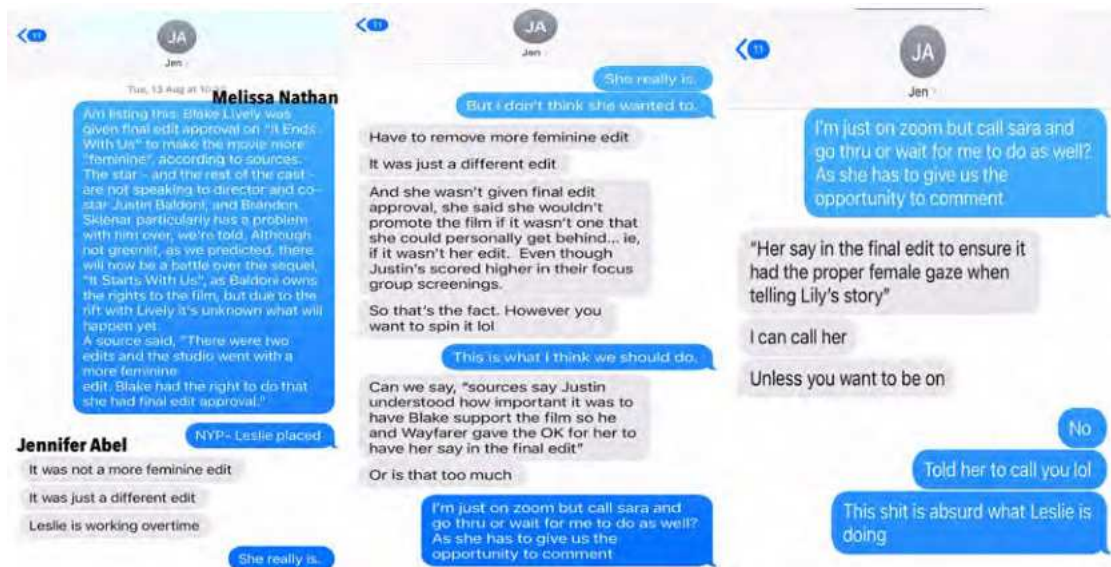 11
JA
Jen
Tue, 13 Aug at
Melissa Nathan
Am listing this: Blake Lively was
given final edit approval on "It Ends
With Us" to make the movie more
"feminine", according to sources.
The star - and the rest of the cast -
are not speaking to director and co-
star Justin Baldoni, and Brandon
Sklenar particularly has a problem
with him over, we're told. Although
not greenlit, as we predicted, there
will now be a battle over the sequel,
"It Starts With Us", as Baldoni owns
the rights to the film, but due to the
rift with Lively it's unknown what will
happen yet.
A source said, "There were two
edits and the studio went with a
more feminine
edit. Blake had the right to do that
she had final edit approval."
NYP- Leslie placed
Jennifer Abel
It was not a more feminine edit
It was just a different edit
Leslie is working overtime
She really is.
11
JA
Jen
She really is.
But i don't think she wanted to.
Have to remove more feminine edit
It was just a different edit
And she wasn't given final edit
approval, she said she wouldn't
promote the film if it wasn't one that
she could personally get behind... ie,
if it wasn't her edit. Even though
Justin's scored higher in their focus
group screenings.
So that's the fact. However you
want to spin it lol
This is what I think we should do.
Can we say, "sources say Justin
understood how important it was to
have Blake support the film so he
and Wayfarer gave the OK for her to
have her say in the final edit"
Or is that too much
I'm just on zoom but call sara and
go thru or wait for me to do as well?
As she has to give us the
opportunity to comment
11
JA
Jen
I'm just on zoom but call sara and
go thru or wait for me to do as well?
As she has to give us the
opportunity to comment
"Her say in the final edit to ensure it
had the proper female gaze when
telling Lily's story"
I can call her
Unless you want to be on
No
Told her to call you lol
This shit is absurd what Leslie is
doing